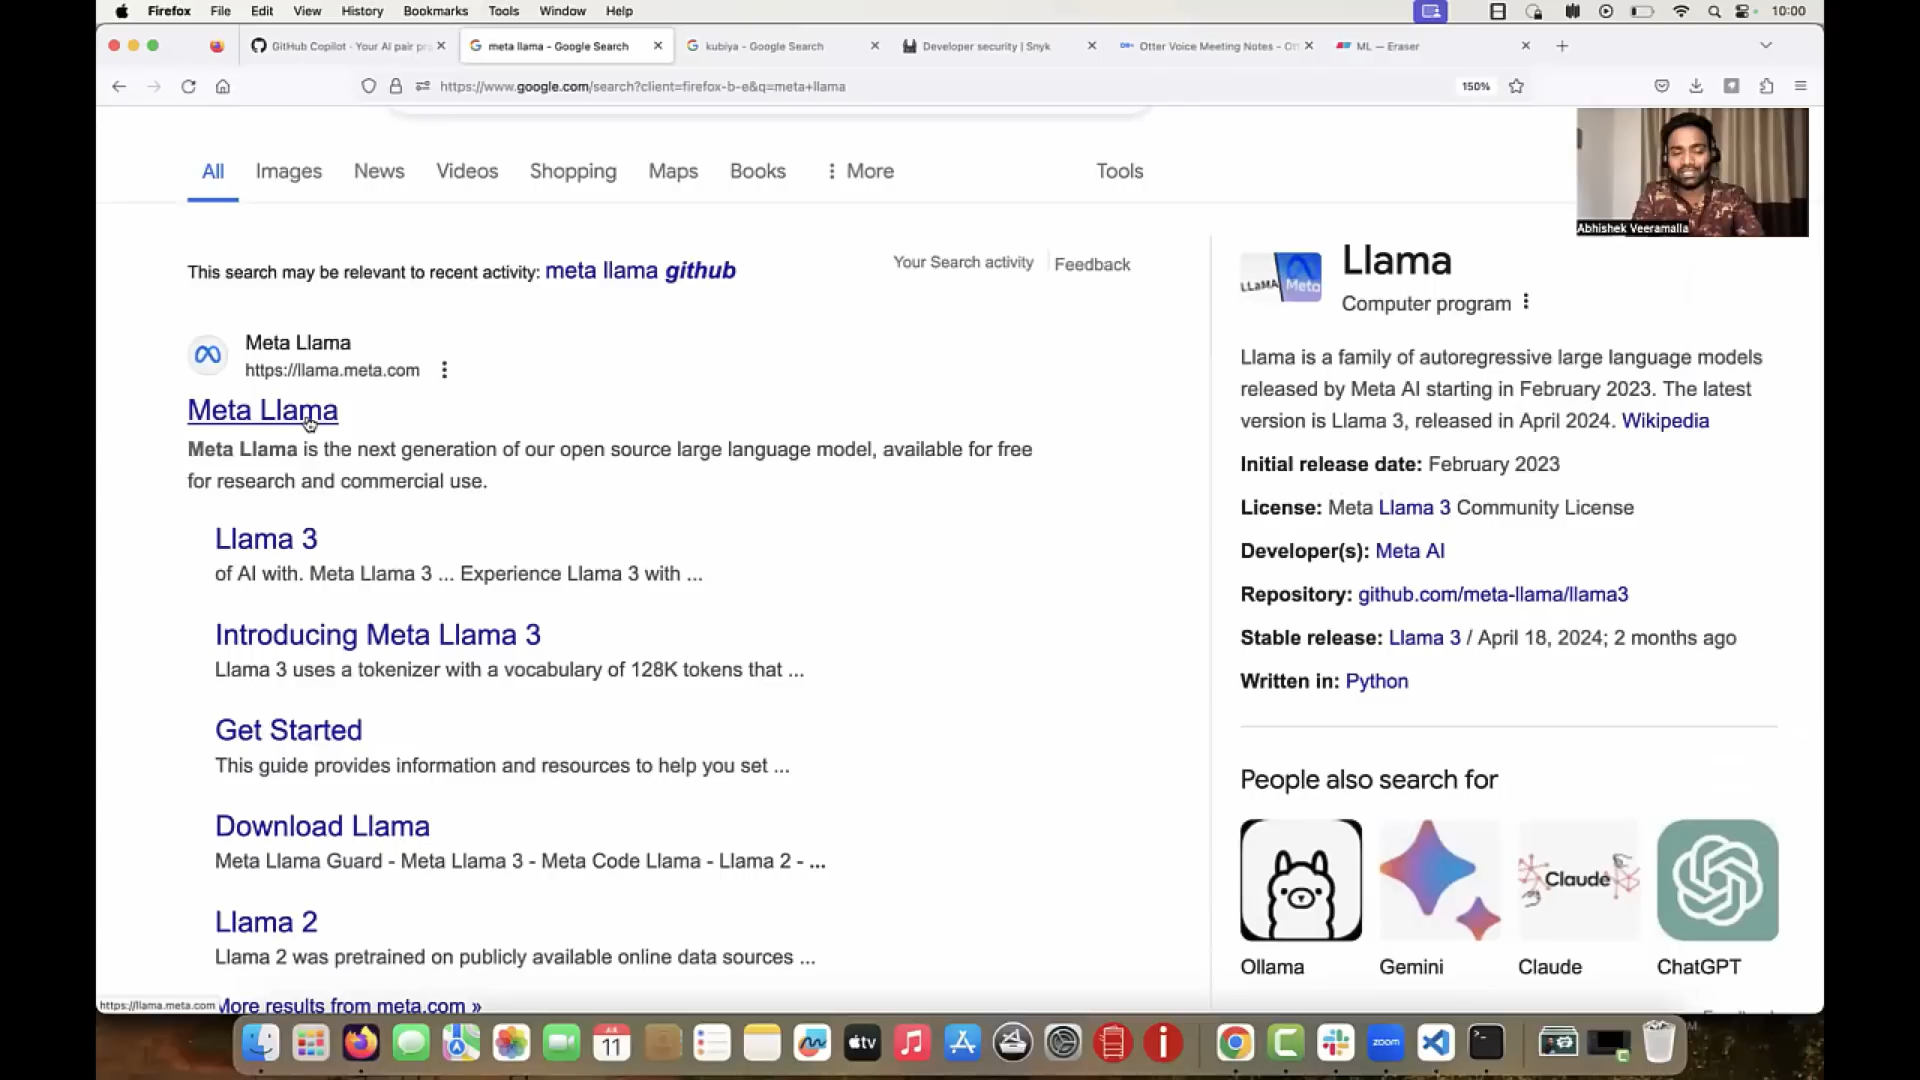 Firefox File Edit View History Bookmarks Tools Window Help 10:00
GitHub Copilot · Your AI pair pr meta llama - Google Search kubiya - Google Search Developer security | Snyk Otter Voice Meeting Notes - Ot ML — Eraser
https://www.google.com/search?client=firefox-b-e&q=meta+llama 150%
All Images News Videos Shopping Maps Books More Tools
Abhishek Veeramalla
This search may be relevant to recent activity: meta llama github
Your Search activity Feedback
Meta Llama
https://llama.meta.com
Meta Llama
Meta Llama is the next generation of our open source large language model, available for free
for research and commercial use.
Llama 3
of AI with. Meta Llama 3 ... Experience Llama 3 with ...
Introducing Meta Llama 3
Llama 3 uses a tokenizer with a vocabulary of 128K tokens that ...
Get Started
This guide provides information and resources to help you set ...
Download Llama
Meta Llama Guard - Meta Llama 3 - Meta Code Llama - Llama 2 - ...
Llama 2
Llama 2 was pretrained on publicly available online data sources ...
More results from meta.com »
https://llama.meta.com
LLaMA Meta
Llama
Computer program
Llama is a family of autoregressive large language models
released by Meta AI starting in February 2023. The latest
version is Llama 3, released in April 2024. Wikipedia
Initial release date: February 2023
License: Meta Llama 3 Community License
Developer(s): Meta AI
Repository: github.com/meta-llama/llama3
Stable release: Llama 3 / April 18, 2024; 2 months ago
Written in: Python
People also search for
Claude
Ollama Gemini Claude ChatGPT
11 tv zoom